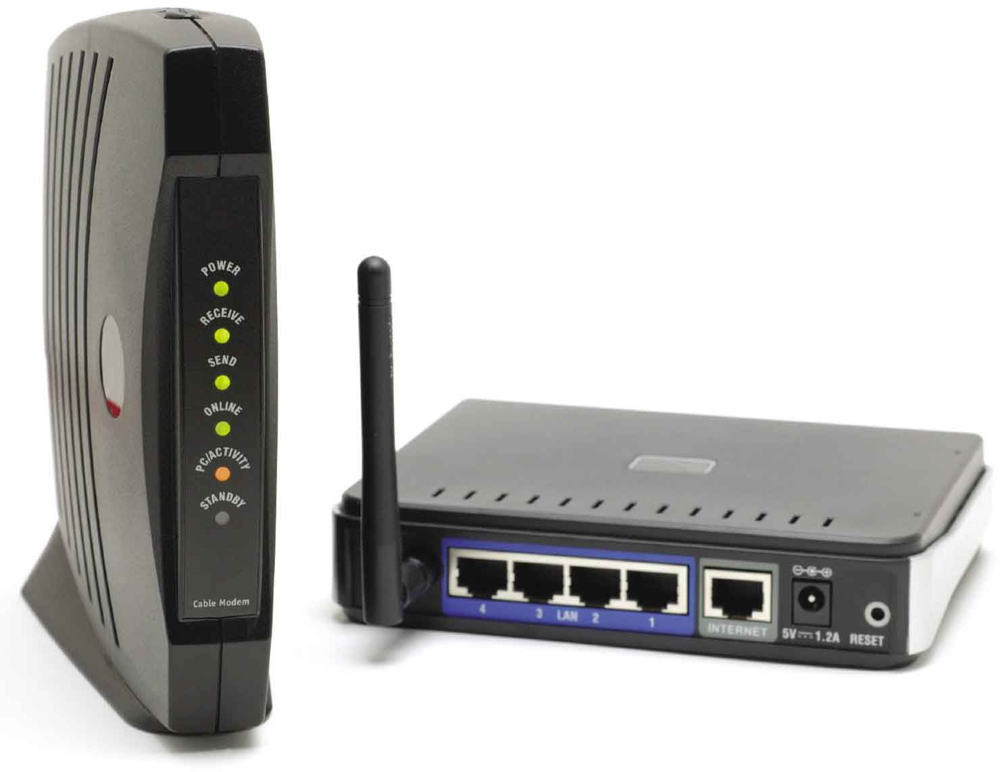 POWER
RECEIVE
SEND
ONLINE
PC/ACTIVITY
STANDBY
Cable Modem
4 3 LAN 2 1
INTERNET
5V 1.2A
RESET